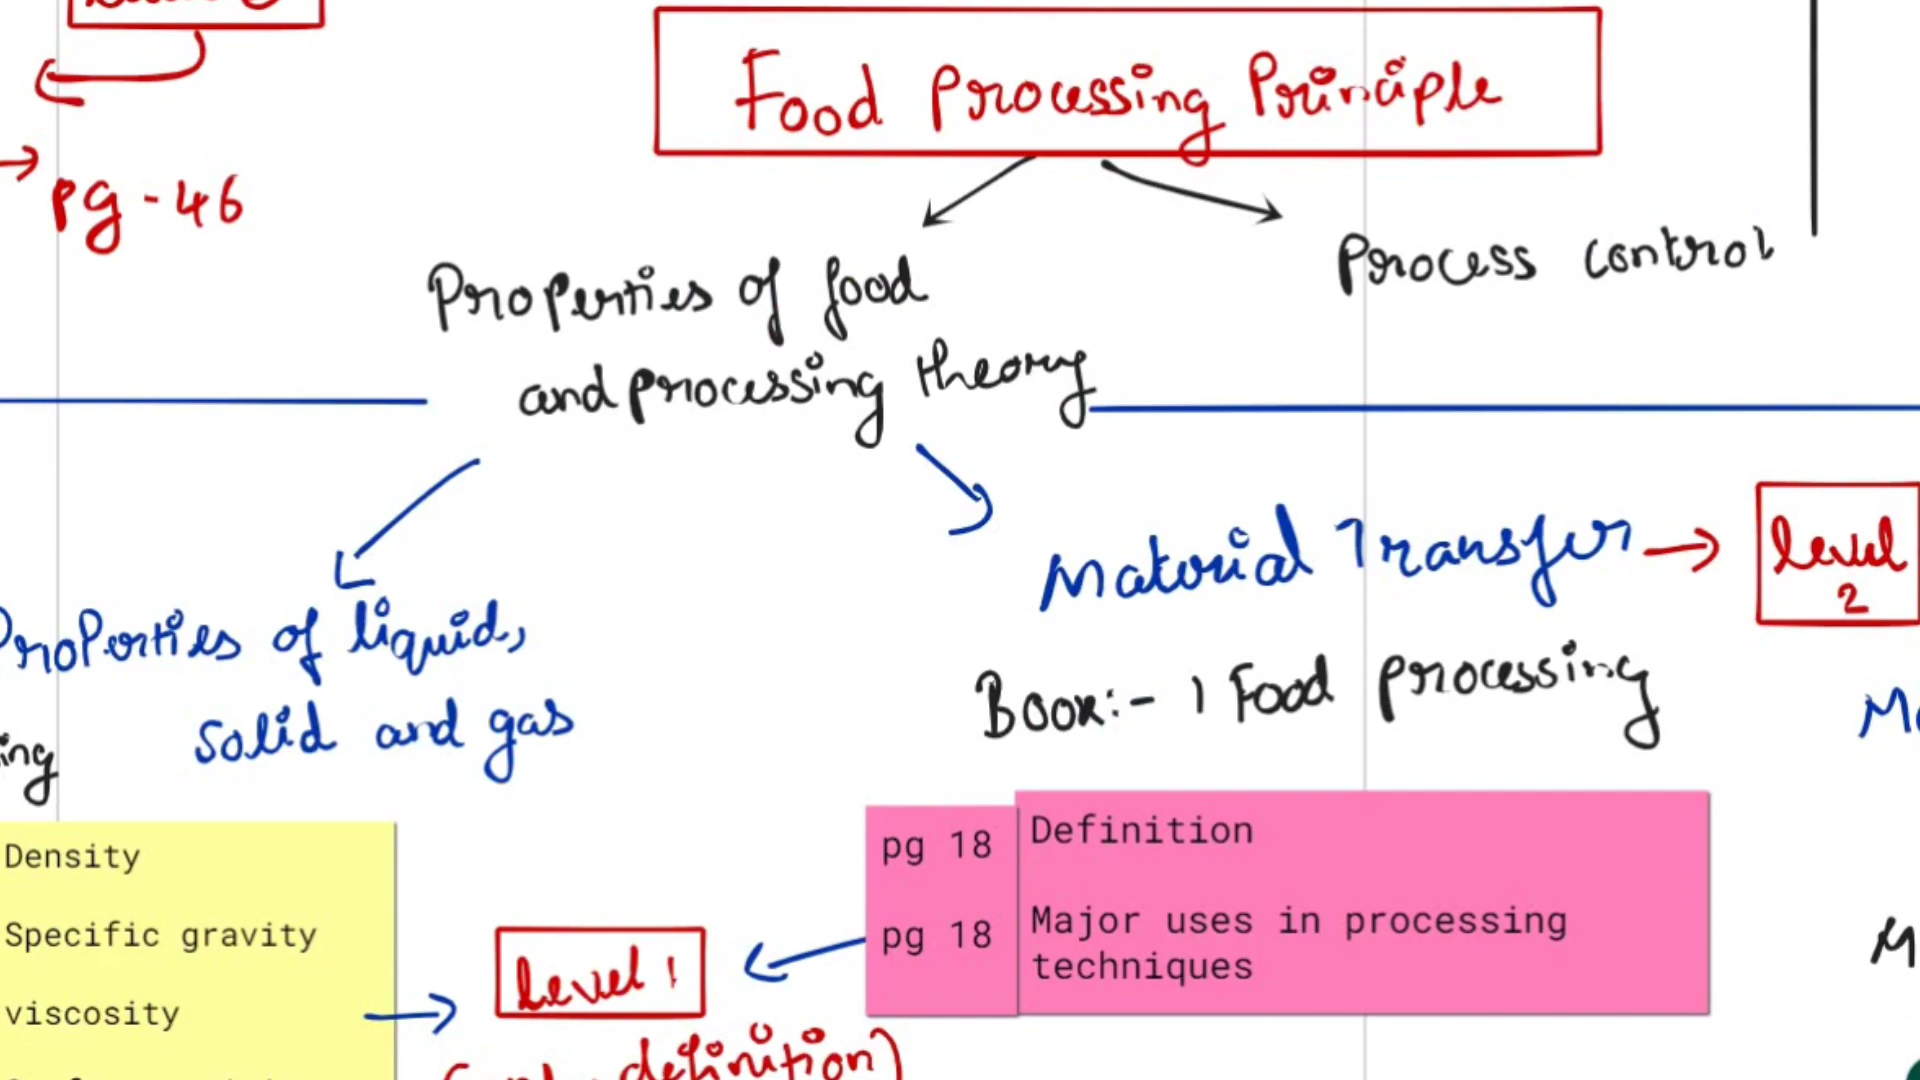 Food Processing Principle
pg - 46
Properties of food
and processing theory
Process control
Material Transfer
level
2
Properties of liquid,
solid and gas
Book:- 1 Food processing
Density
Specific gravity
viscosity
Level 1
definition)
pg 18 Definition
pg 18 Major uses in processing
techniques